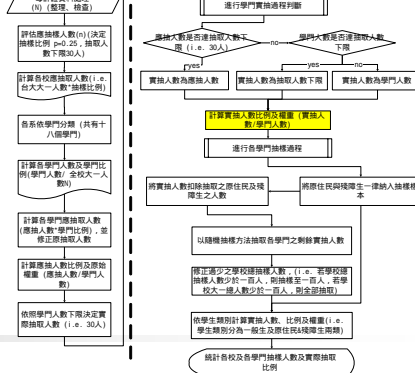 (N) (整理、檢查)
評估應抽樣人數(n)(決定
抽樣比例 p=0.25，抽取人
數下限30人)
計算各校應抽取人數(i.e.
台大大一人數*抽樣比例)
各系依學門分類 (共有十
八個學門)
計算各學門人數及學門比
例(學門人數/ 全校大一人
數N)
計算各學門應抽取人數
(應抽人數*學門比例)，並
修正原抽取人數
計算應抽人數比例及原始
權重 (應抽人數/學門人
數)
依照學門人數下限決定實
際抽取人數 (i.e. 30人)
進行學門實抽過程判斷
應抽人數是否達抽取人數下
限 (i.e. 30人)
no
學門人數是否達抽取人數
下限
yes
yes
no
實抽人數為應抽人數
實抽人數為抽取人數下限
實抽人數為學門人數
計算實抽人數比例及權重 (實抽人
數/學門人數)
進行各學門抽樣過程
將實抽人數扣除抽取之原住民及殘
障生之人數
將原住民與殘障生一律納入抽樣樣
本
以隨機抽樣方法抽取各學門之剩餘實抽人數
修正過少之學校總抽樣人數，(i.e. 若學校總
抽樣人數少於一百人，則抽樣至一百人，若學
校大一總人數少於一百人，則全部抽取)
依學生類別計算實抽人數、比例及權重(i.e.
學生類別分為一般生及原住民&殘障生兩類)
統計各校及各學門抽樣人數及實際抽取
比例